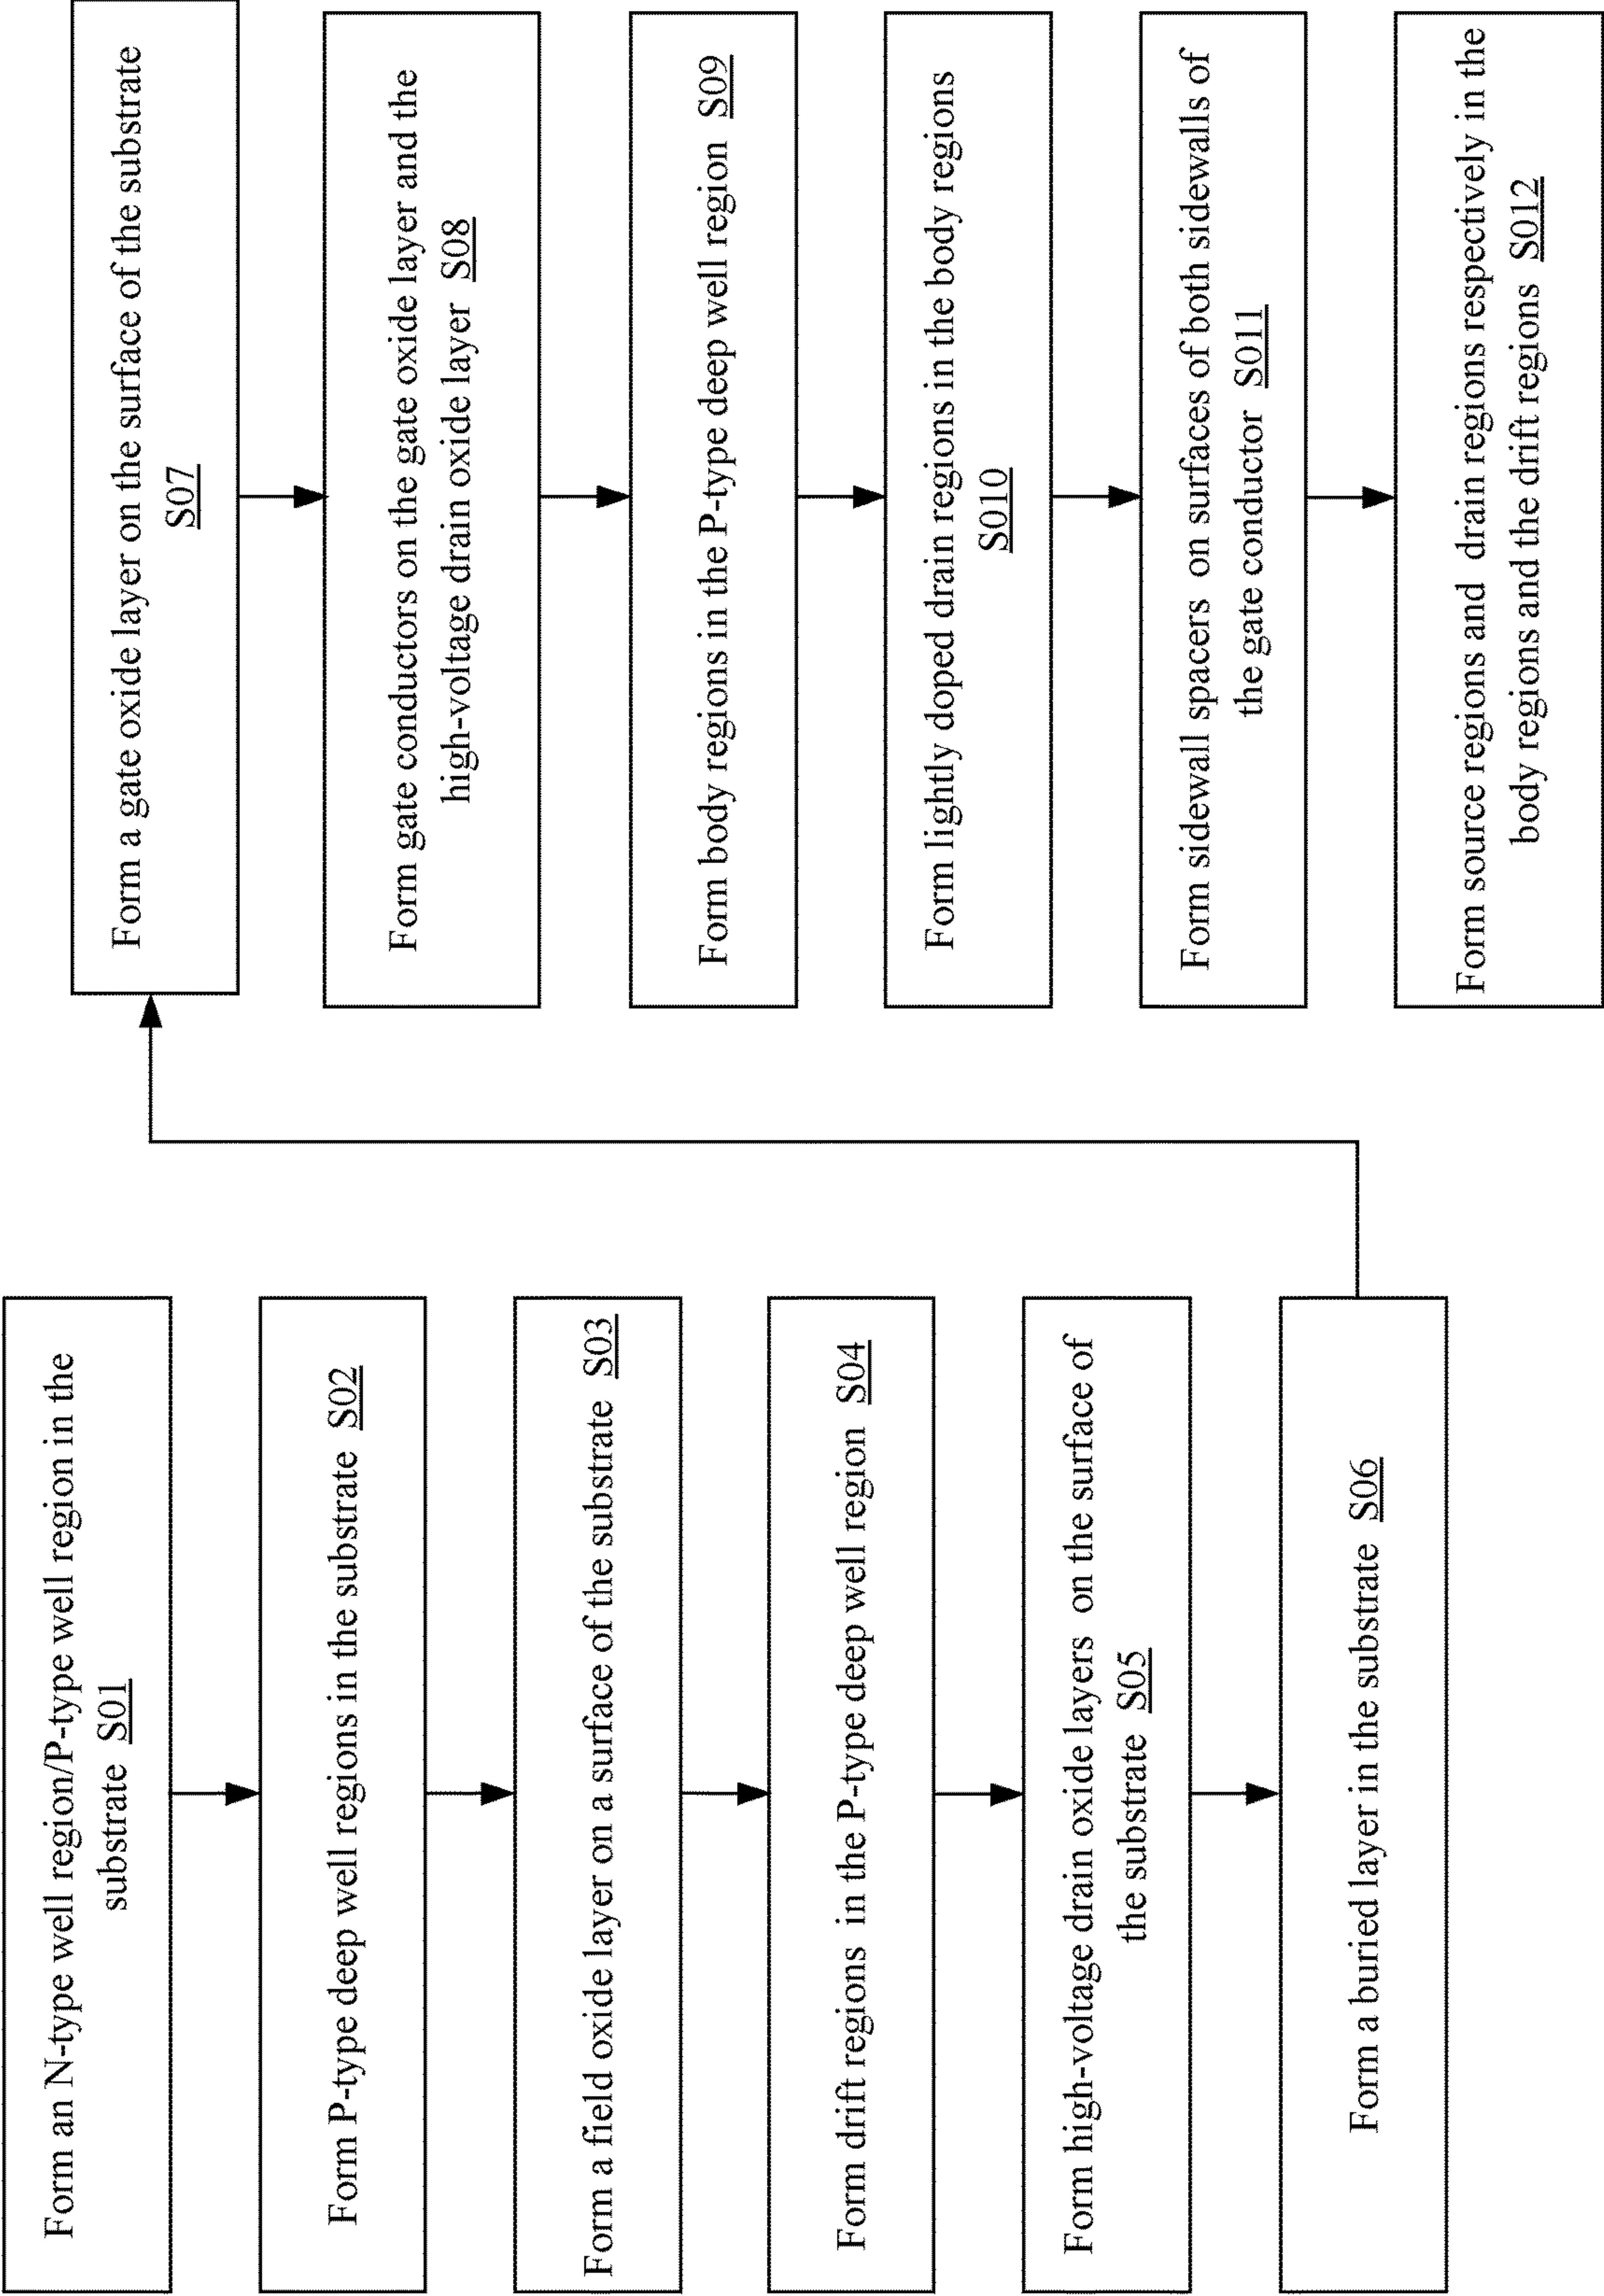 Form an N-type well region/P-type well region in the
substrate S01
Form P-type deep well regions in the substrate S02
Form a field oxide layer on a surface of the substrate S03
Form drift regions in the P-type deep well region S04
Form high-voltage drain oxide layers on the surface of
the substrate S05
Form a buried layer in the substrate S06
Form a gate oxide layer on the surface of the substrate
S07
Form gate conductors on the gate oxide layer and the
high-voltage drain oxide layer S08
Form body regions in the P-type deep well region S09
Form lightly doped drain regions in the body regions
S010
Form sidewall spacers on surfaces of both sidewalls of
the gate conductor S011
Form source regions and drain regions respectively in the
body regions and the drift regions S012